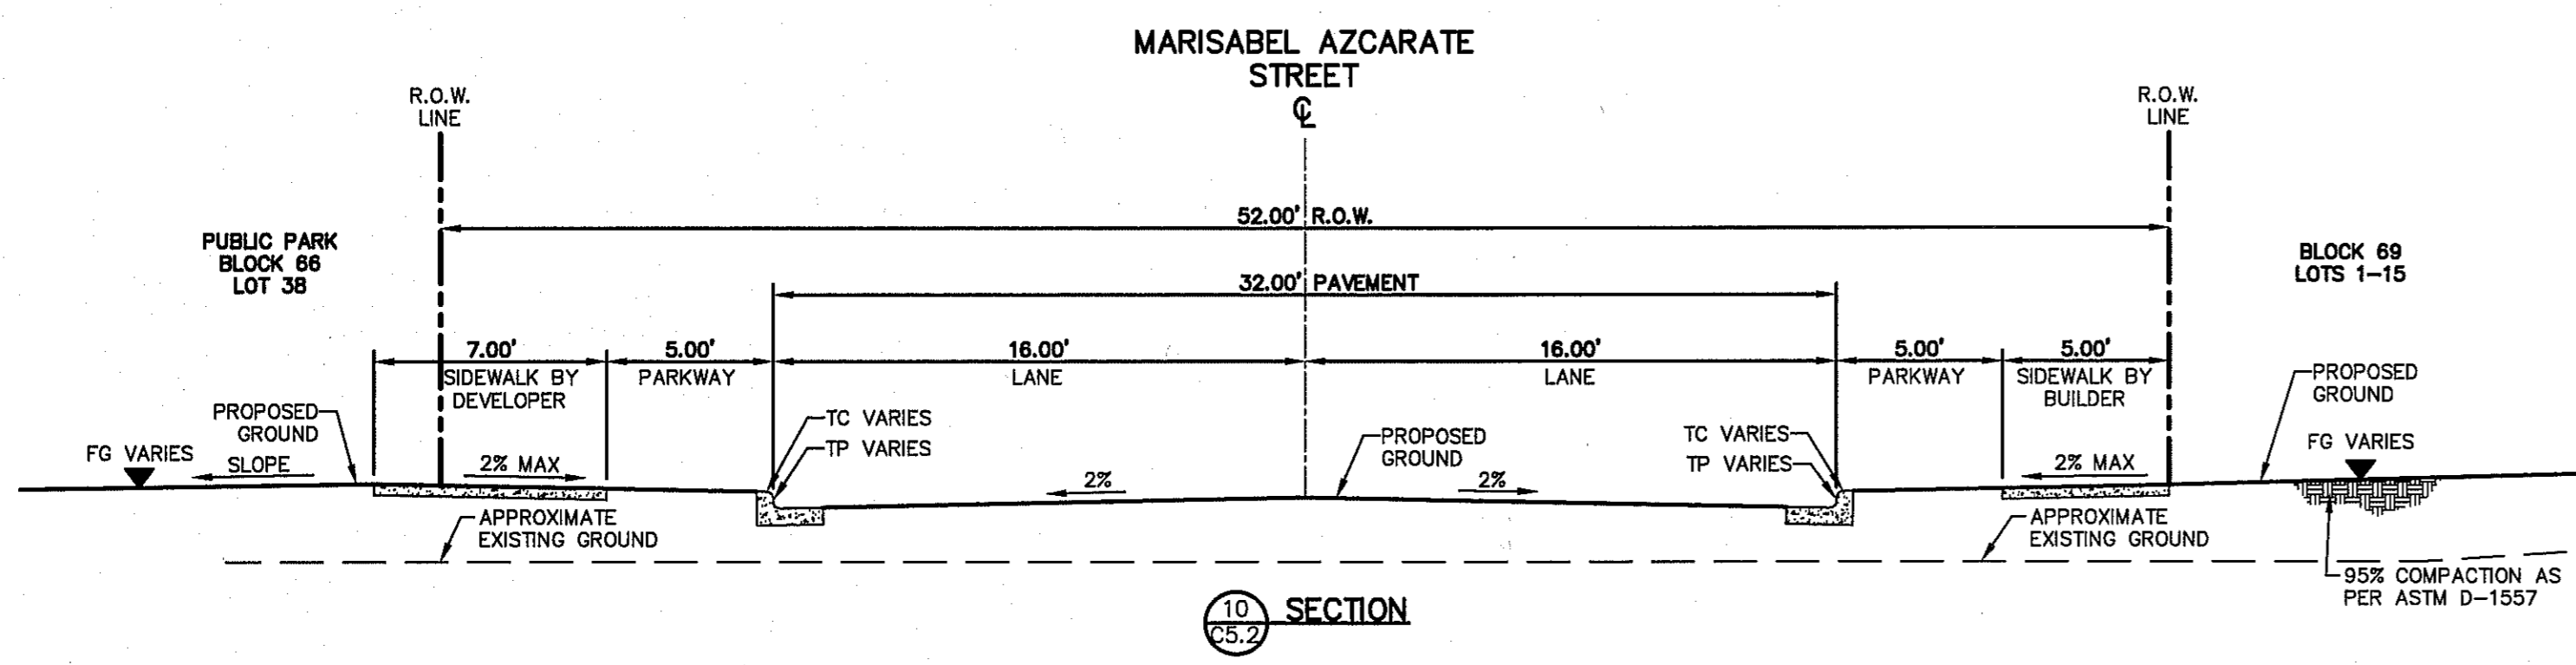 MARISABEL AZCARATE
STREET
℄
R.O.W.
LINE
R.O.W.
LINE
52.00' R.O.W.
PUBLIC PARK
BLOCK 66
LOT 38
BLOCK 69
LOTS 1-15
32.00' PAVEMENT
7.00'
SIDEWALK BY
DEVELOPER
5.00'
PARKWAY
16.00'
LANE
16.00'
LANE
5.00'
PARKWAY
5.00'
SIDEWALK BY
BUILDER
PROPOSED
GROUND
PROPOSED
GROUND
TC VARIES
TP VARIES
PROPOSED
GROUND
TC VARIES
TP VARIES
FG VARIES
SLOPE
2% MAX
2%
2%
2% MAX
FG VARIES
APPROXIMATE
EXISTING GROUND
APPROXIMATE
EXISTING GROUND
95% COMPACTION AS
PER ASTM D-1557
10
C5.2
SECTION